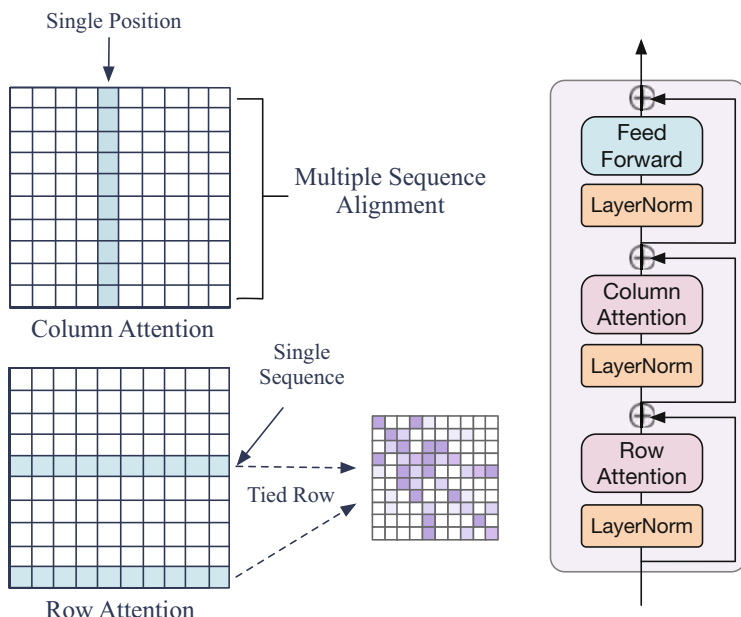 Single Position
Multiple Sequence
Alignment
Column Attention
Single
Sequence
Tied Row
Row Attention
Feed
Forward
LayerNorm
Column
Attention
LayerNorm
Row
Attention
LayerNorm